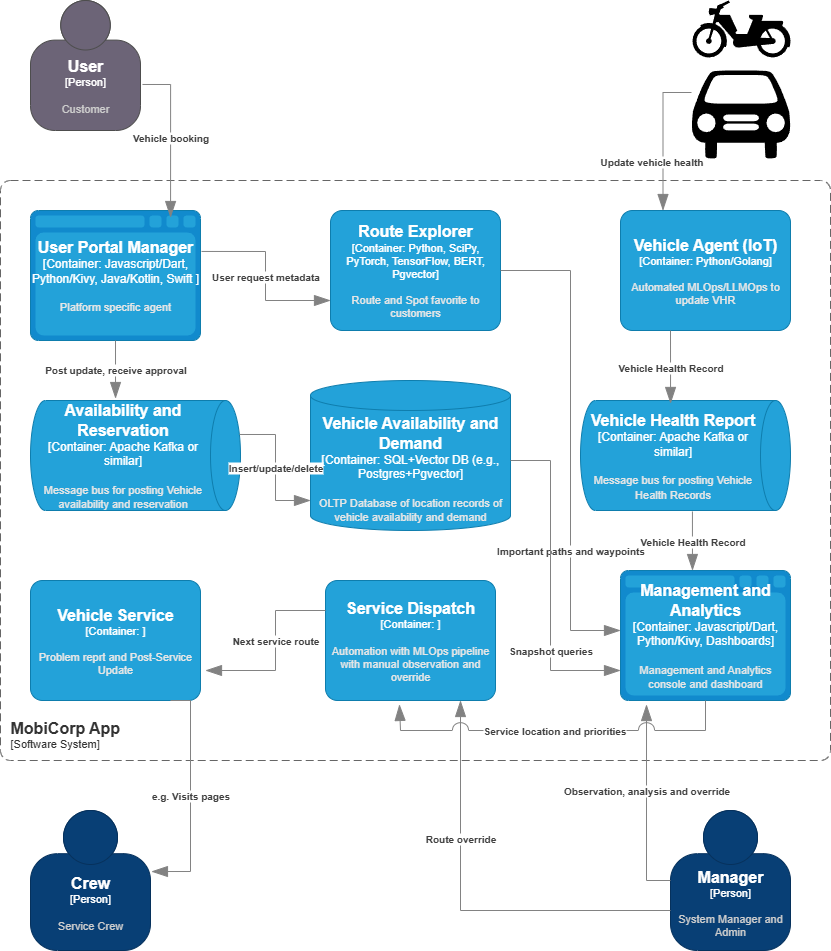 User
[Person]
Customer
Vehicle booking
Update vehicle health
User Portal Manager
[Container: Javascript/Dart,
Python/Kivy, Java/Kotlin, Swift ]
Platform specific agent
User request metadata
Route Explorer
[Container: Python, SciPy,
PyTorch, TensorFlow, BERT,
Pgvector]
Route and Spot favorite to
customers
Vehicle Agent (IoT)
[Container: Python/Golang]
Automated MLOps/LLMOps to
update VHR
Post update, receive approval
Vehicle Health Record
Availability and
Reservation
[Container: Apache Kafka or
similar]
Message bus for posting Vehicle
availability and reservation
Insert/update/delete
Vehicle Availability and
Demand
[Container: SQL+Vector DB (e.g.,
Postgres+Pgvector]
OLTP Database of location records of
vehicle availability and demand
Vehicle Health Report
[Container: Apache Kafka or
similar]
Message bus for posting Vehicle
Health Records
Vehicle Health Record
Important paths and waypoints
Vehicle Service
[Container: ]
Problem reprt and Post-Service
Update
Next service route
Service Dispatch
[Container: ]
Automation with MLOps pipeline
with manual observation and
override
Snapshot queries
Management and
Analytics
[Container: Javascript/Dart,
Python/Kivy, Dashboards]
Management and Analytics
console and dashboard
MobiCorp App
[Software System]
Service location and priorities
e.g. Visits pages
Observation, analysis and override
Route override
Crew
[Person]
Service Crew
Manager
[Person]
System Manager and
Admin